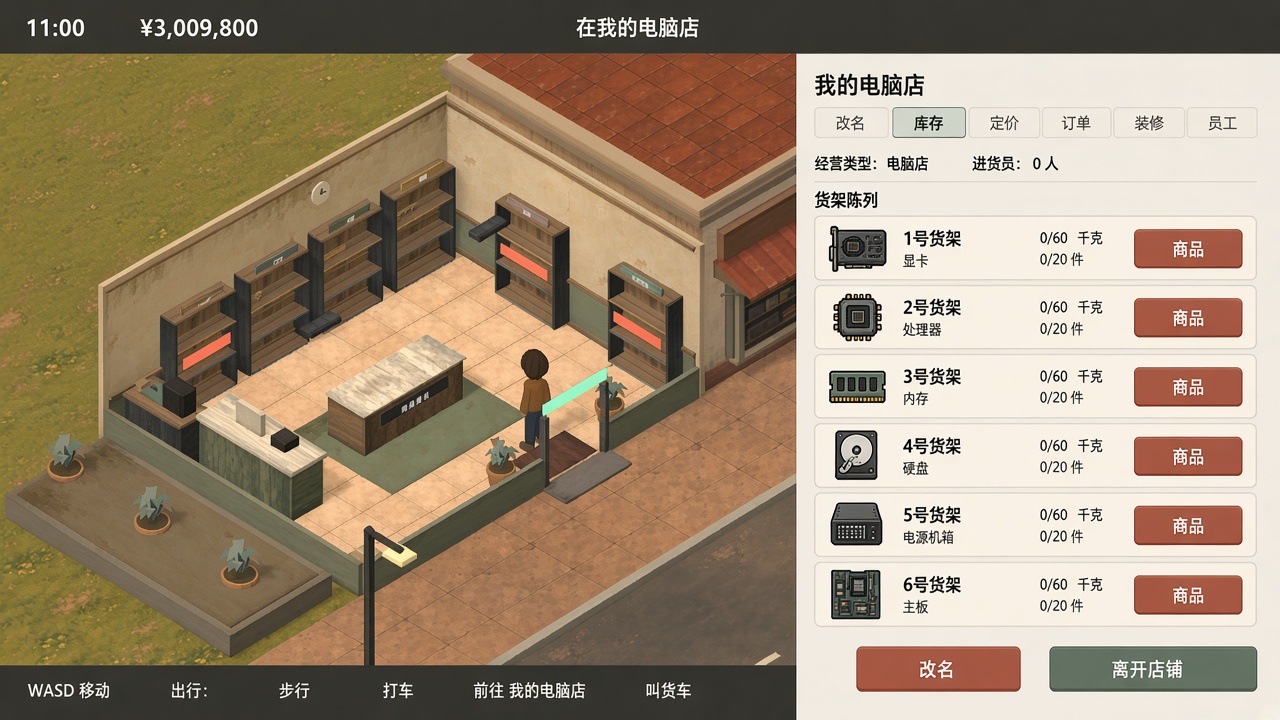 11:00 ¥3,009,800 在我的电脑店
我的电脑店
改名 库存 定价 订单 装修 员工
经营类型：电脑店 进货员：0 人
货架陈列
1号货架 0/60 千克 商品
显卡 0/20 件
2号货架 0/60 千克 商品
处理器 0/20 件
3号货架 0/60 千克 商品
内存 0/20 件
4号货架 0/60 千克 商品
硬盘 0/20 件
5号货架 0/60 千克 商品
电源机箱 0/20 件
6号货架 0/60 千克 商品
主板 0/20 件
改名 离开店铺
WASD 移动 出行： 步行 打车 前往 我的电脑店 叫货车